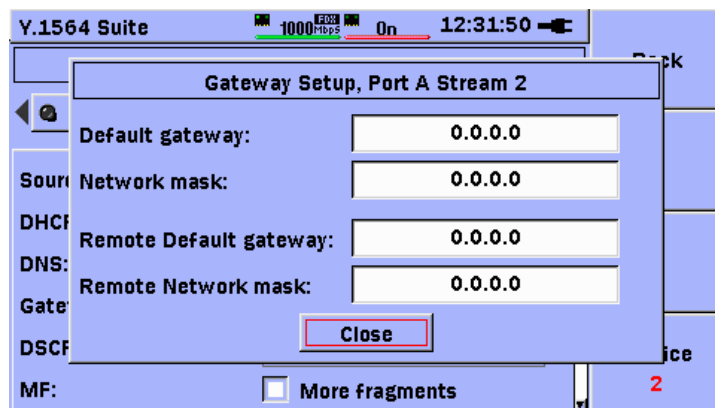 Y.1564 Suite 1000 Mbps FDX On 12:31:50
Gateway Setup, Port A Stream 2
Default gateway: 0.0.0.0
Network mask: 0.0.0.0
Remote Default gateway: 0.0.0.0
Remote Network mask: 0.0.0.0
Close
DNS:
MF: More fragments
2